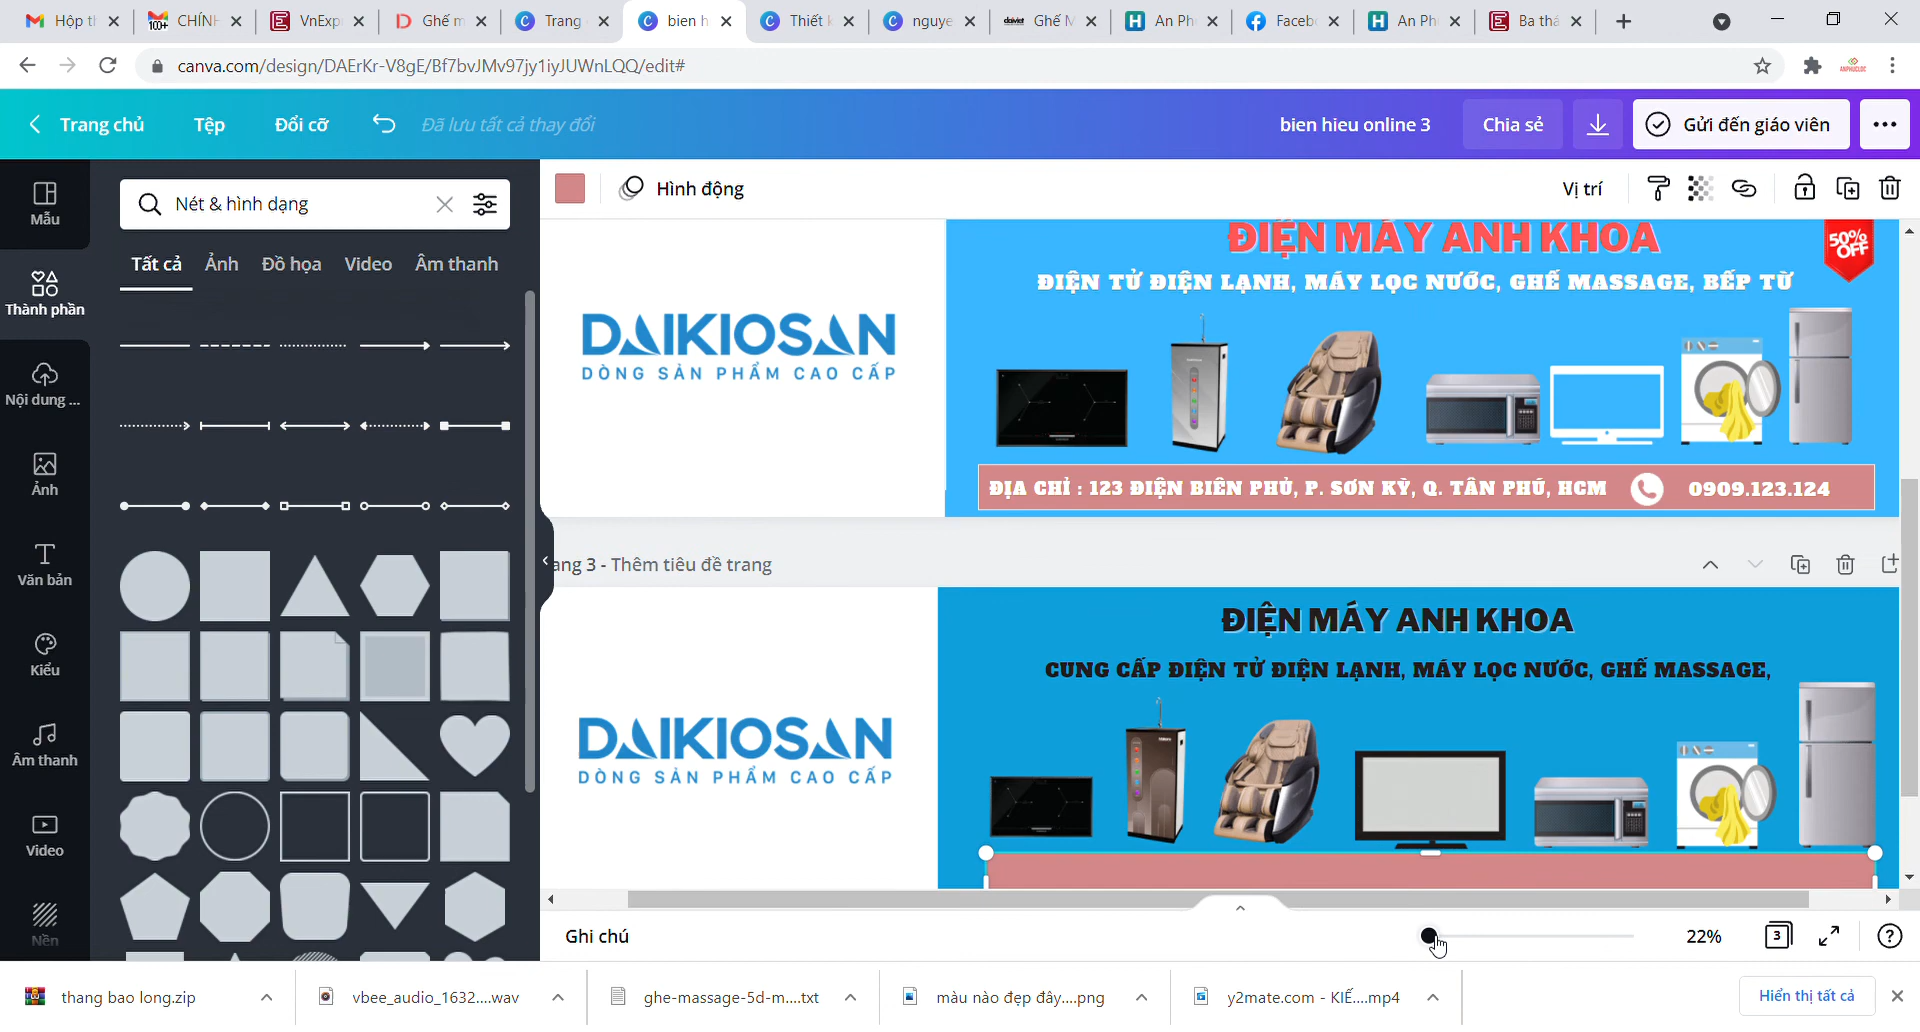 Hộp t
CHÍNH
VnExp
Ghế m
Trang
bien h
Thiết k
nguye
Ghế M
An Ph
Faceb
An Ph
Ba thá
canva.com/design/DAErKr-V8gE/Bf7bvJMv97jy1iyJUWnLQQ/edit#
Trang chủ
Tệp
Đổi cỡ
Đã lưu tất cả thay đổi
bien hieu online 3
Chia sẻ
Gửi đến giáo viên
Mẫu
Thành phần
Nội dung ...
Ảnh
Văn bản
Kiểu
Âm thanh
Video
Nền
Nét & hình dạng
Tất cả
Ảnh
Đồ họa
Video
Âm thanh
Hình động
Vị trí
ĐIỆN MÁY ANH KHOA
50% OFF
ĐIỆN TỬ ĐIỆN LẠNH, MÁY LỌC NƯỚC, GHẾ MASSAGE, BẾP TỪ
DAIKIOSAN
DÒNG SẢN PHẨM CAO CẤP
ĐỊA CHỈ : 123 ĐIỆN BIÊN PHỦ, P. SƠN KỲ, Q. TÂN PHÚ, HCM
0909.123.124
ang 3 - Thêm tiêu đề trang
ĐIỆN MÁY ANH KHOA
CUNG CẤP ĐIỆN TỬ ĐIỆN LẠNH, MÁY LỌC NƯỚC, GHẾ MASSAGE,
DAIKIOSAN
DÒNG SẢN PHẨM CAO CẤP
Ghi chú
22%
3
thang bao long.zip
vbee_audio_1632....wav
ghe-massage-5d-m....txt
màu nào đẹp đây....png
y2mate.com - KIẾ....mp4
Hiển thị tất cả